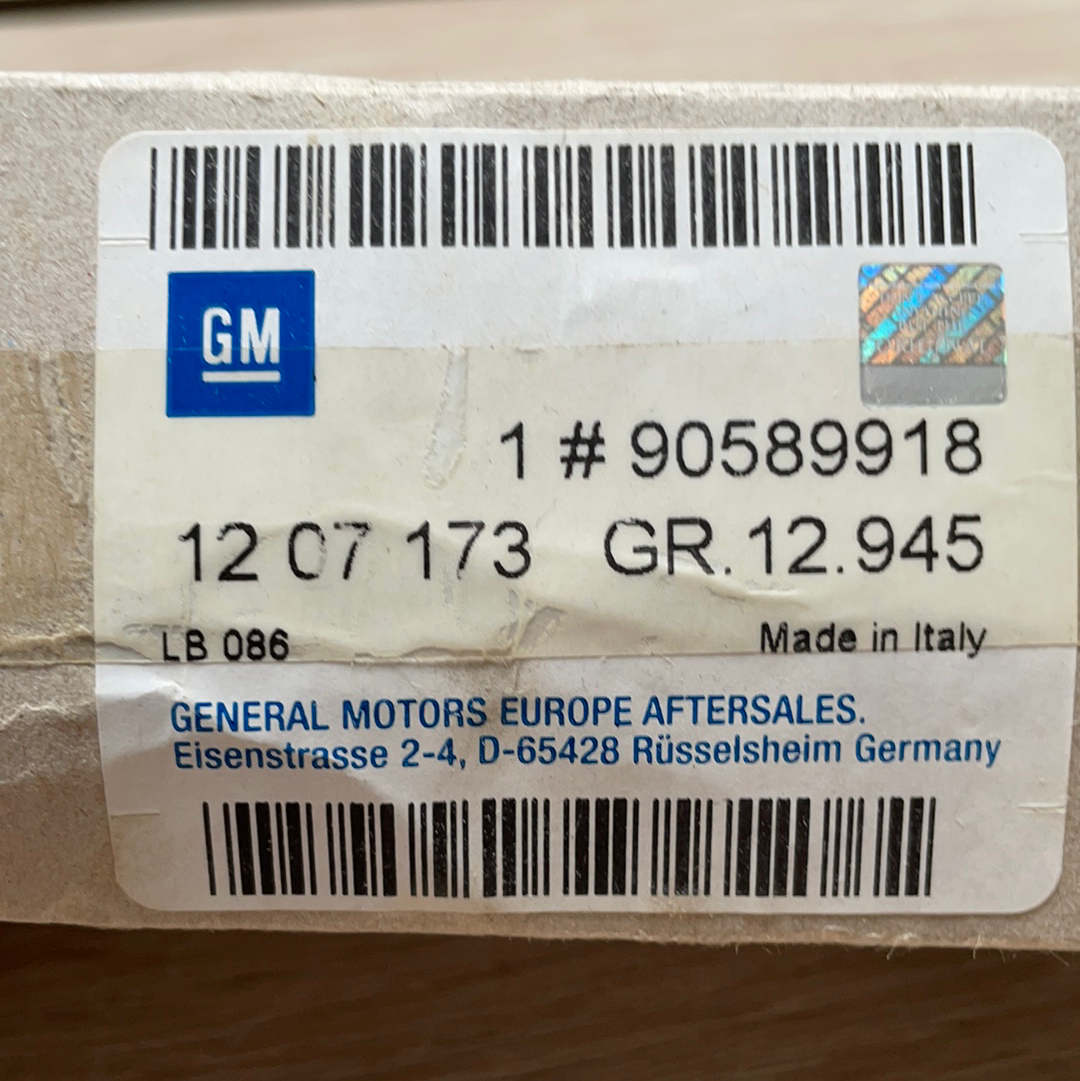 GM
1 # 90589918
12 07 173 GR. 12.945
LB 086 Made in Italy
GENERAL MOTORS EUROPE AFTERSALES.
Eisenstrasse 2-4, D-65428 Rüsselsheim Germany